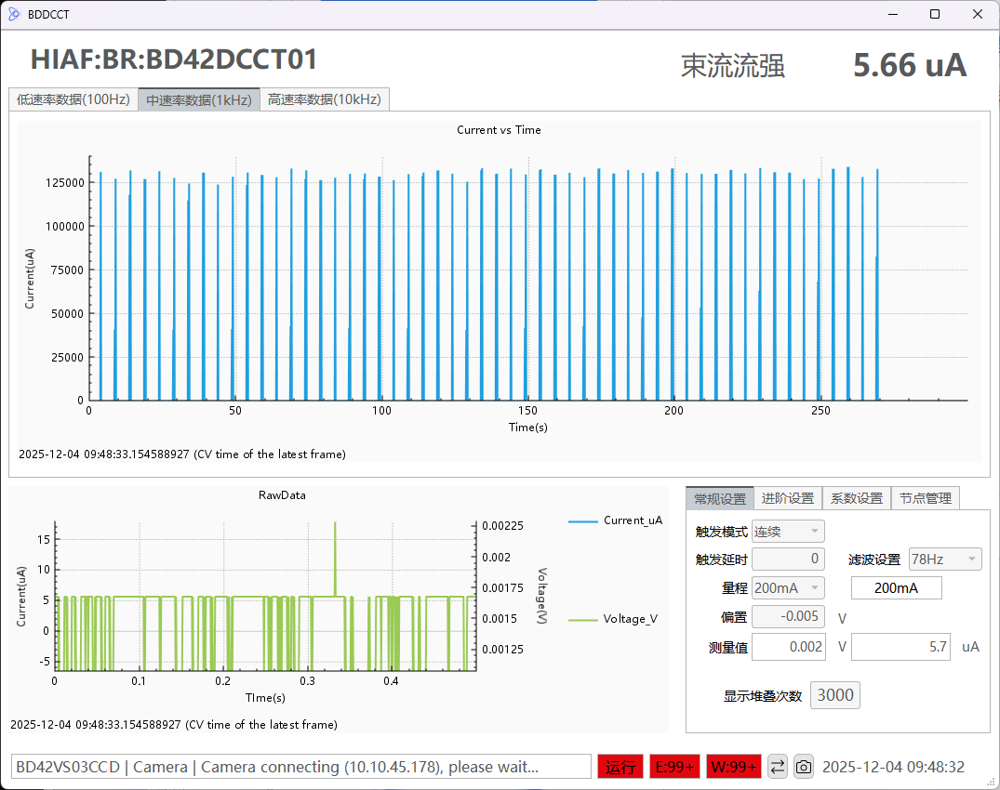 BDDCCT
HIAF:BR:BD42DCCT01
束流流强 5.66 uA
低速率数据(100Hz) 中速率数据(1kHz) 高速率数据(10kHz)
Current vs Time
125000
100000
75000
50000
25000
0
Current(uA)
0 50 100 150 200 250
Time(s)
2025-12-04 09:48:33.154588927 (CV time of the latest frame)
RawData
15
10
5
0
-5
Current(uA)
0.00225
0.002
0.00175
0.0015
0.00125
Voltage(V)
0 0.1 0.2 0.3 0.4
TIme(s)
Current_uA
Voltage_V
2025-12-04 09:48:33.154588927 (CV time of the latest frame)
常规设置 进阶设置 系数设置 节点管理
触发模式 连续
触发延时 0 滤波设置 78Hz
量程 200mA 200mA
偏置 -0.005 V
测量值 0.002 V 5.7 uA
显示堆叠次数 3000
BD42VS03CCD | Camera | Camera connecting (10.10.45.178), please wait... 运行 E:99+ W:99+ 2025-12-04 09:48:32